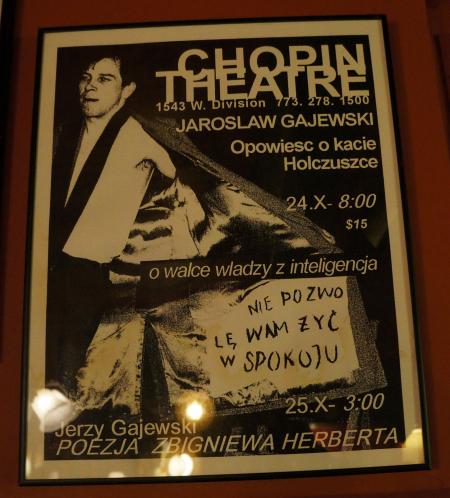 CHOPIN
THEATRE
1543 W. Division 773. 278. 1500
JAROSLAW GAJEWSKI
Opowiesc o kacie
Holczuszce
24.X- 8:00
$15
o walce wladzy z inteligencja
NIE POZWO
LĘ WAM ŻYĆ
W SPOKOJU
25.X- 3:00
Jerzy Gajewski
POEZJA ZBIGNIEWA HERBERTA